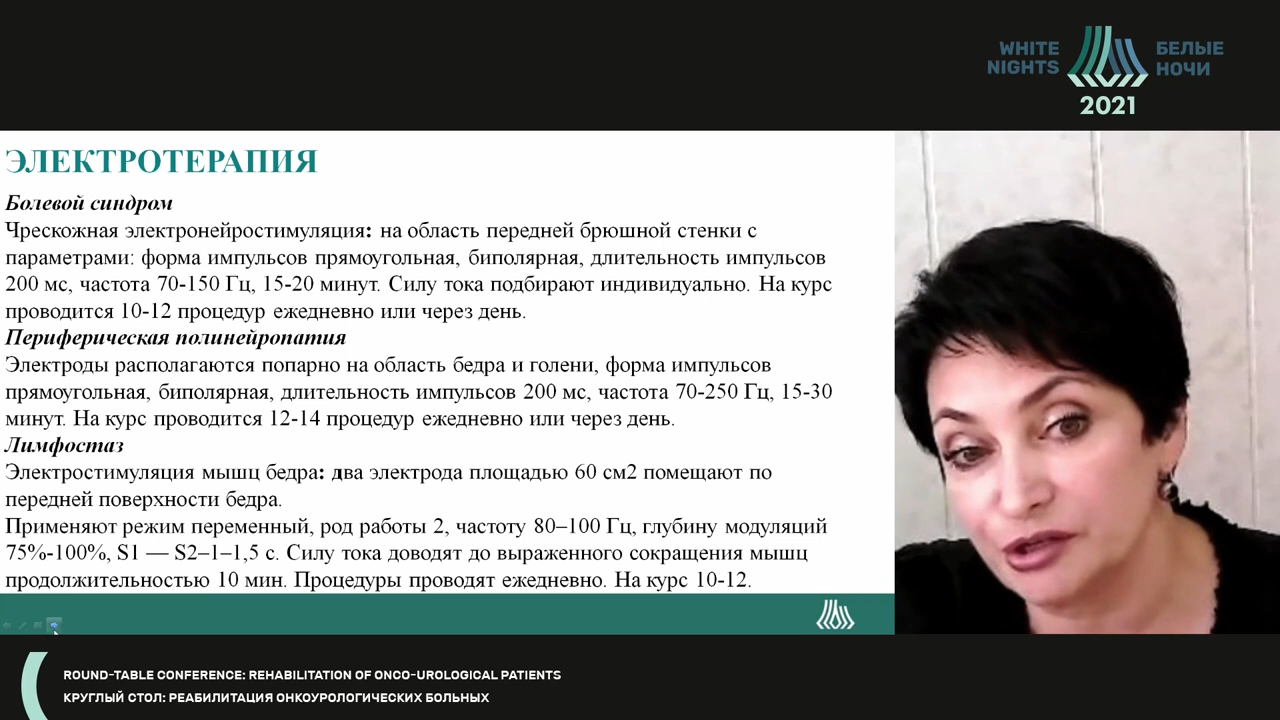 WHITE
NIGHTS
БЕЛЫЕ
НОЧИ
2021
ЭЛЕКТРОТЕРАПИЯ
Болевой синдром
Чрескожная электронейростимуляция: на область передней брюшной стенки с
параметрами: форма импульсов прямоугольная, биполярная, длительность импульсов
200 мс, частота 70-150 Гц, 15-20 минут. Силу тока подбирают индивидуально. На курс
проводится 10-12 процедур ежедневно или через день.
Периферическая полинейропатия
Электроды располагаются попарно на область бедра и голени, форма импульсов
прямоугольная, биполярная, длительность импульсов 200 мс, частота 70-250 Гц, 15-30
минут. На курс проводится 12-14 процедур ежедневно или через день.
Лимфостаз
Электростимуляция мышц бедра: два электрода площадью 60 см2 помещают по
передней поверхности бедра.
Применяют режим переменный, род работы 2, частоту 80–100 Гц, глубину модуляций
75%-100%, S1 — S2–1–1,5 с. Силу тока доводят до выраженного сокращения мышц
продолжительностью 10 мин. Процедуры проводят ежедневно. На курс 10-12.
ROUND-TABLE CONFERENCE: REHABILITATION OF ONCO-UROLOGICAL PATIENTS
КРУГЛЫЙ СТОЛ: РЕАБИЛИТАЦИЯ ОНКОУРОЛОГИЧЕСКИХ БОЛЬНЫХ